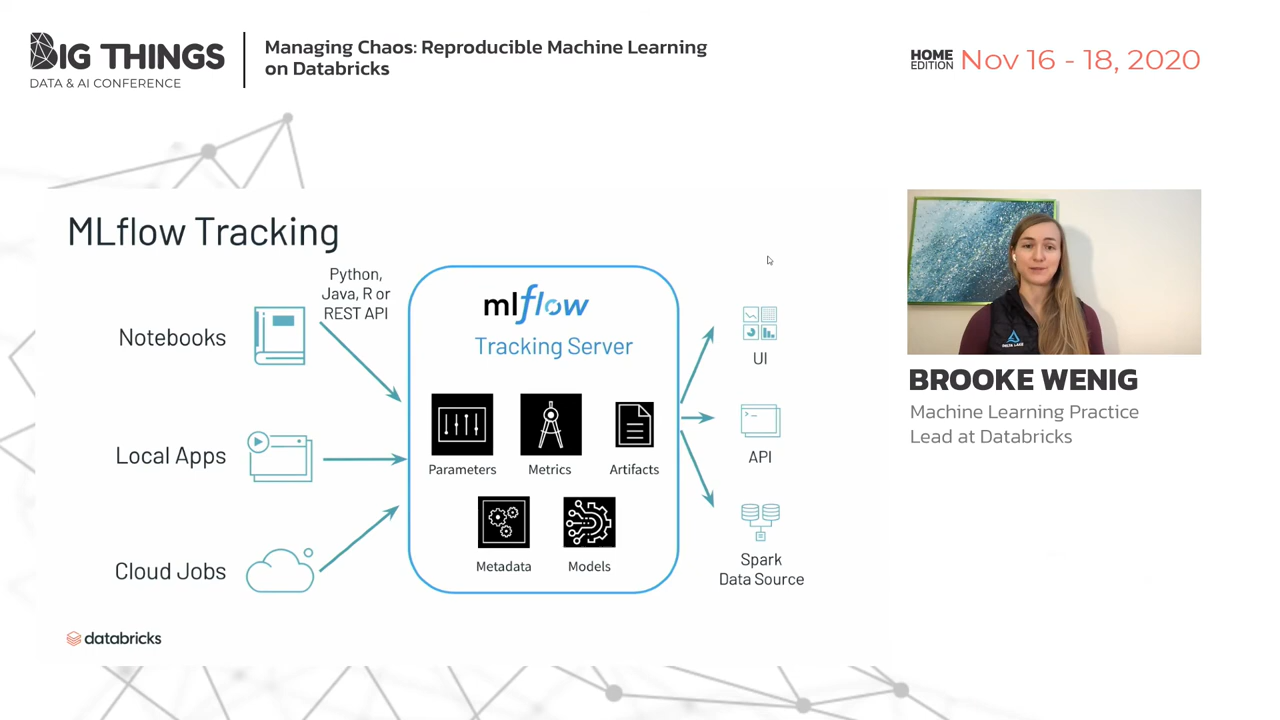 BIG THINGS
DATA & AI CONFERENCE
Managing Chaos: Reproducible Machine Learning
on Databricks
HOME
EDITION
Nov 16 - 18, 2020
MLflow Tracking
Python,
Java, R or
REST API
Notebooks
Local Apps
Cloud Jobs
mlflow
Tracking Server
Parameters
Metrics
Artifacts
Metadata
Models
UI
API
Spark
Data Source
databricks
DELTA LAKE
BROOKE WENIG
Machine Learning Practice
Lead at Databricks